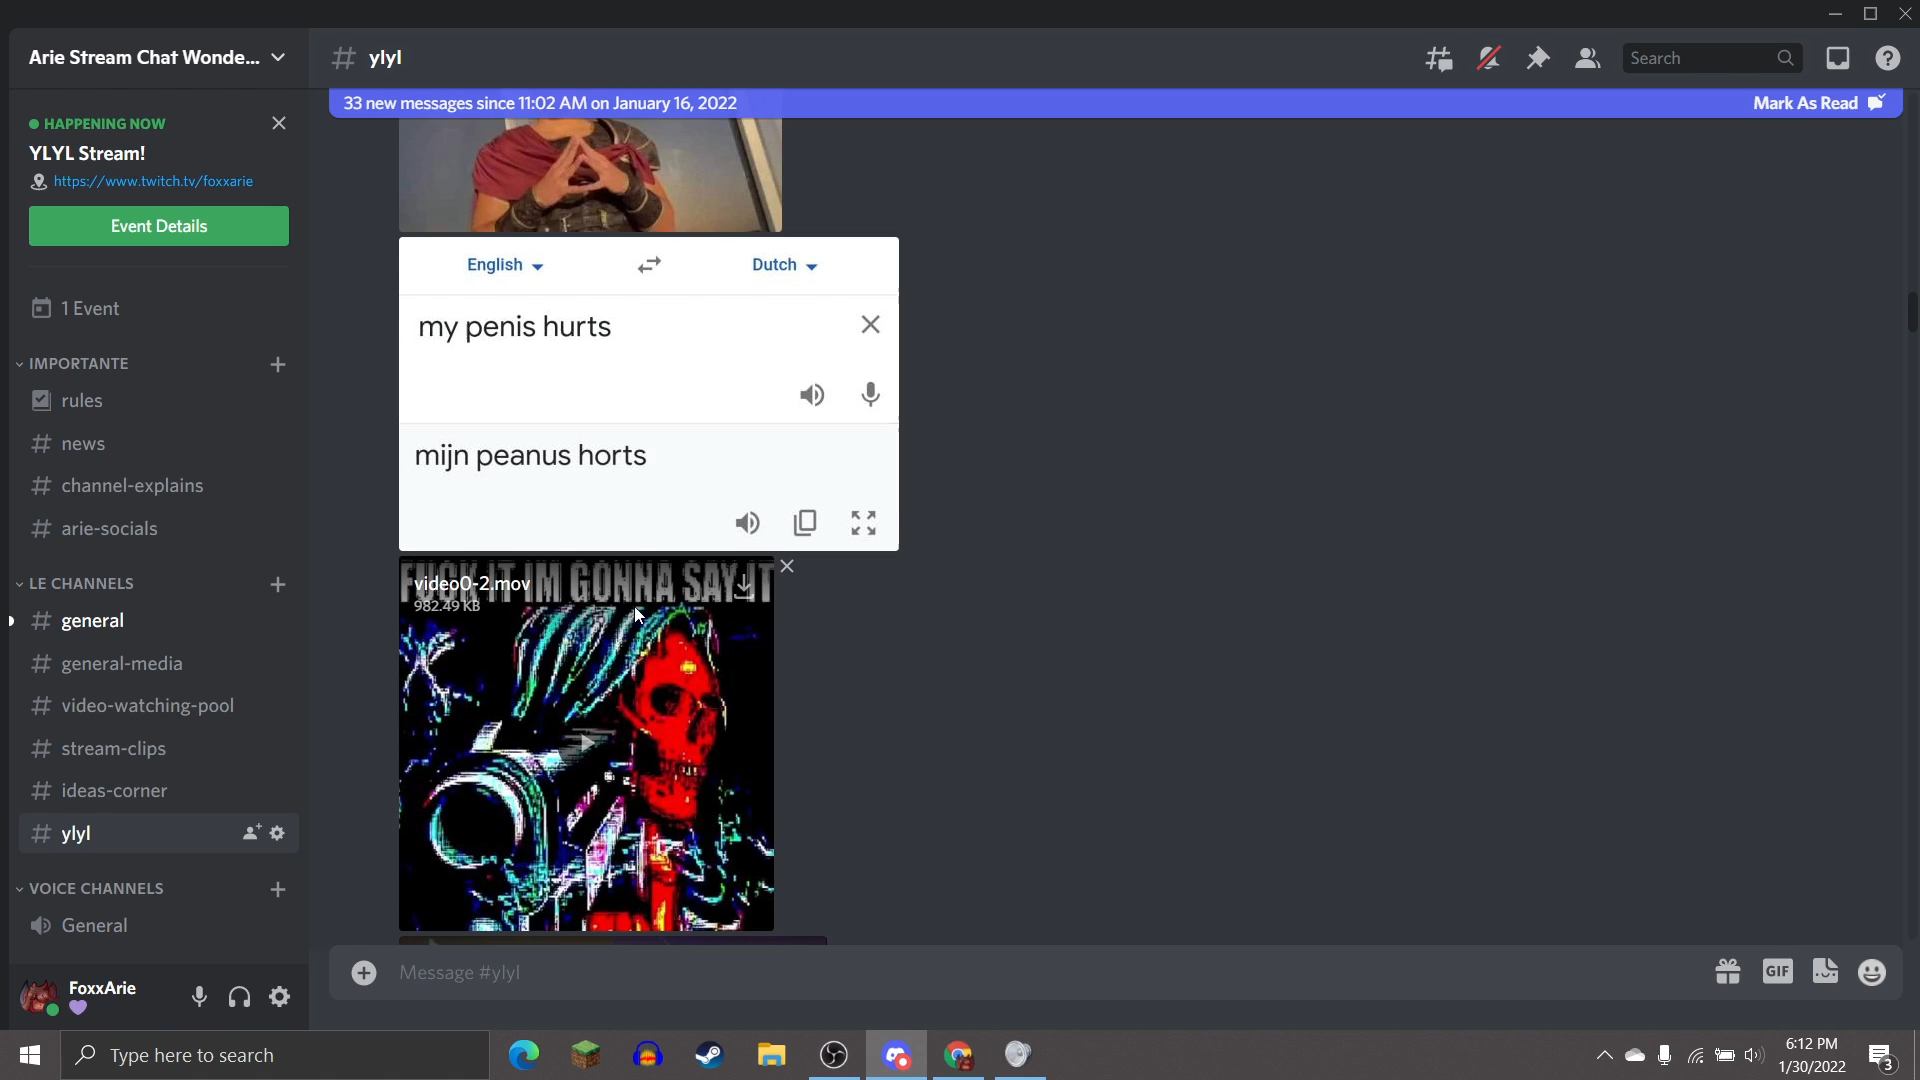 Arie Stream Chat Wonde...
ylyl
Search
33 new messages since 11:02 AM on January 16, 2022
Mark As Read
HAPPENING NOW
YLYL Stream!
https://www.twitch.tv/foxxarie
Event Details
1 Event
IMPORTANTE
rules
news
channel-explains
arie-socials
LE CHANNELS
general
general-media
video-watching-pool
stream-clips
ideas-corner
ylyl
VOICE CHANNELS
General
FoxxArie
English
Dutch
my penis hurts
mijn peanus horts
FUCK IT IM GONNA SAY IT
video0-2.mov
982.49 KB
Message #ylyl
GIF
Type here to search
6:12 PM
1/30/2022
3